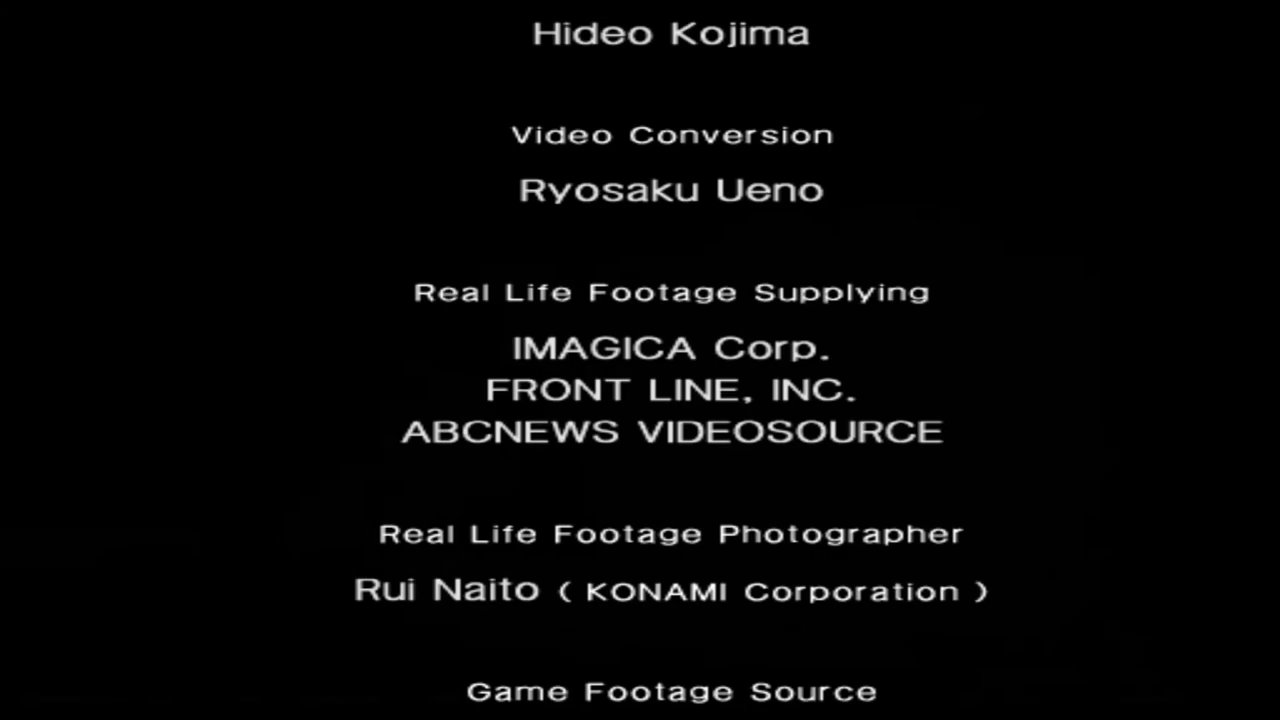 Hideo Kojima
Video Conversion
Ryosaku Ueno
Real Life Footage Supplying
IMAGICA Corp.
FRONT LINE, INC.
ABCNEWS VIDEOSOURCE
Real Life Footage Photographer
Rui Naito ( KONAMI Corporation )
Game Footage Source